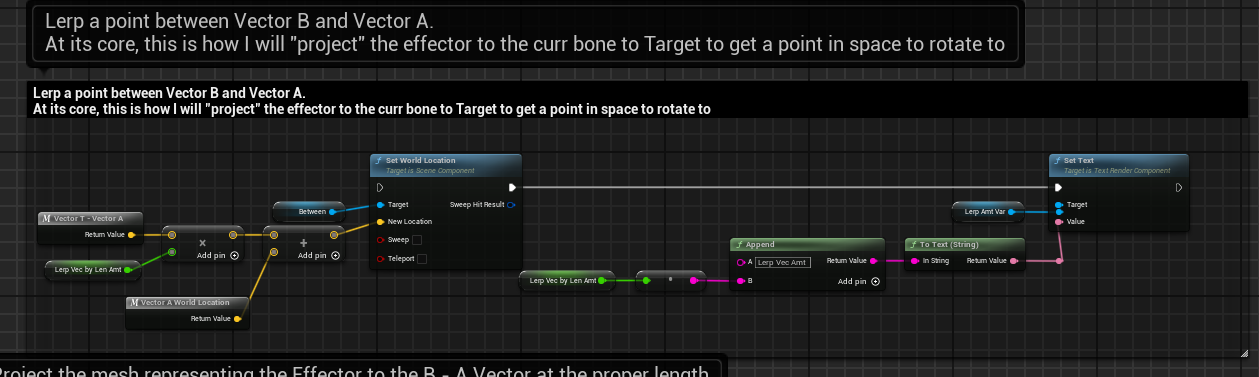 Lerp a point between Vector B and Vector A.
At its core, this is how I will "project" the effector to the curr bone to Target to get a point in space to rotate to
Lerp a point between Vector B and Vector A.
At its core, this is how I will "project" the effector to the curr bone to Target to get a point in space to rotate to
f Set World Location
Target is Scene Component
Target
Sweep Hit Result
New Location
Sweep
Teleport
Between
M Vector T - Vector A
Return Value
Lerp Vec by Len Amt
×
Add pin
+
Add pin
M Vector A World Location
Return Value
Lerp Vec by Len Amt
f Append
A Lerp Vec Amt
Return Value
B
Add pin
f To Text (String)
In String
Return Value
f Set Text
Target is Text Render Component
Target
Value
Lerp Amt Var
Project the mesh representing the Effector to the B - A Vector at the proper length